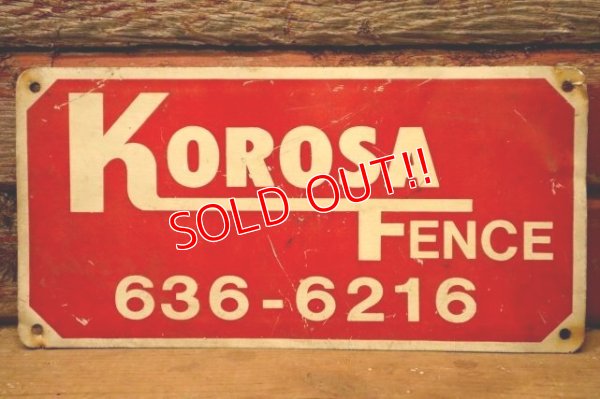 KOROSA
SOLD OUT!!
FENCE
636-6216